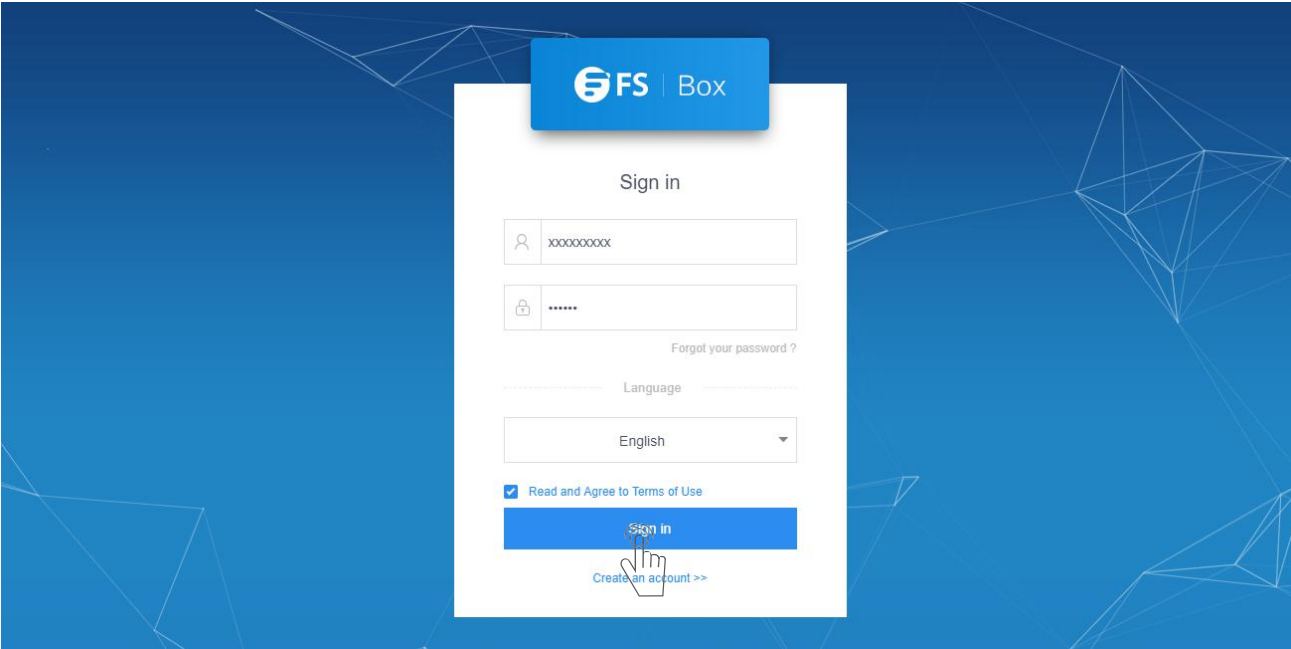 FS | Box
Sign in
xxxxxxxxx
••••••
Forgot your password ?
Language
English
Read and Agree to Terms of Use
Sign in
Create an account >>